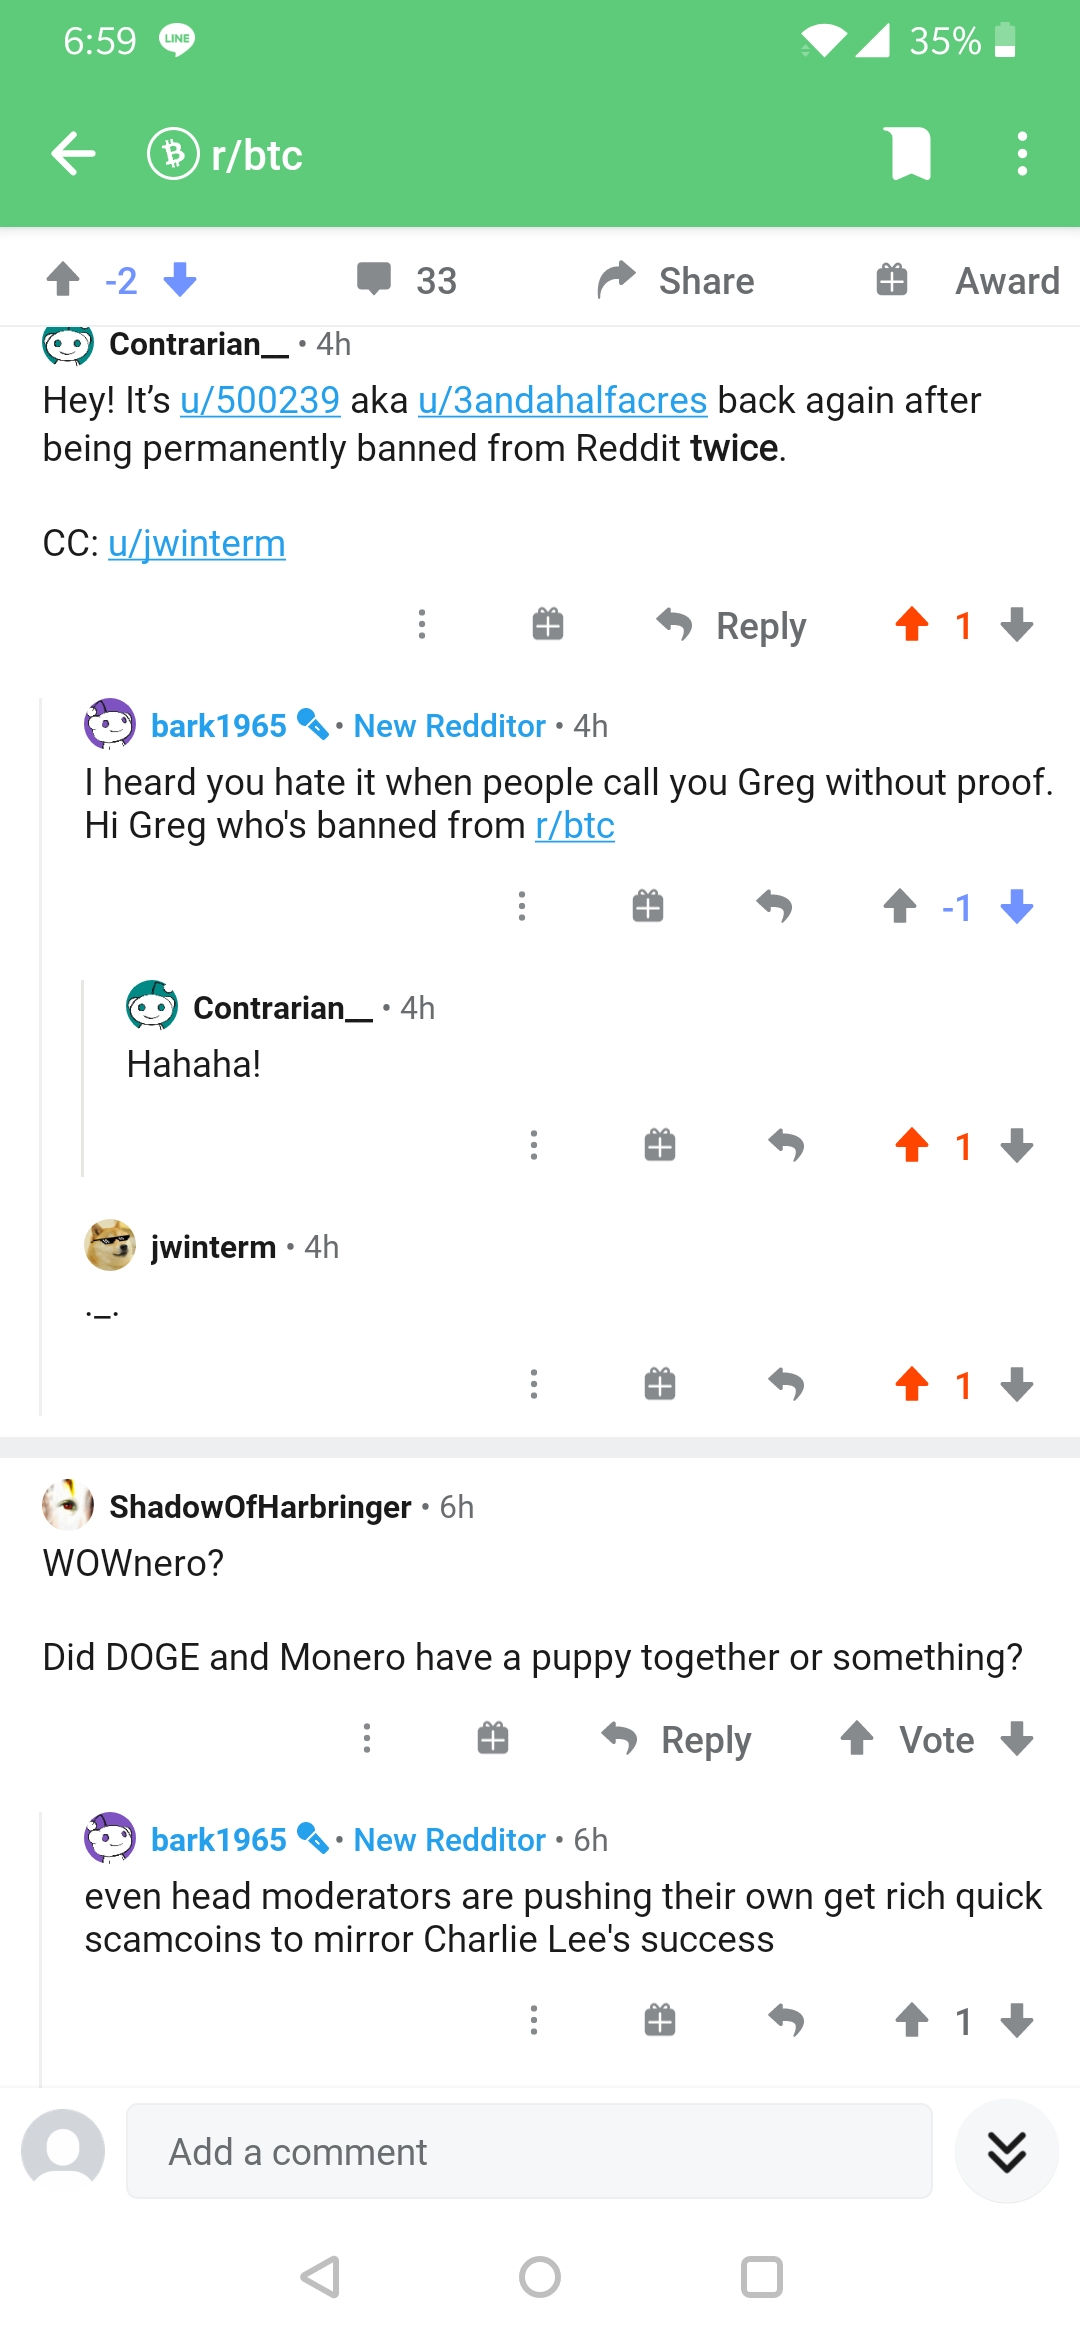 6:59 LINE 35%
r/btc
-2 33 Share Award
Contrarian__ • 4h
Hey! It’s u/500239 aka u/3andahalfacres back again after
being permanently banned from Reddit twice.
CC: u/jwinterm
Reply 1
bark1965 • New Redditor • 4h
I heard you hate it when people call you Greg without proof.
Hi Greg who's banned from r/btc
-1
Contrarian__ • 4h
Hahaha!
1
jwinterm • 4h
._.
1
ShadowOfHarbringer • 6h
WOWnero?
Did DOGE and Monero have a puppy together or something?
Reply Vote
bark1965 • New Redditor • 6h
even head moderators are pushing their own get rich quick
scamcoins to mirror Charlie Lee's success
1
Add a comment